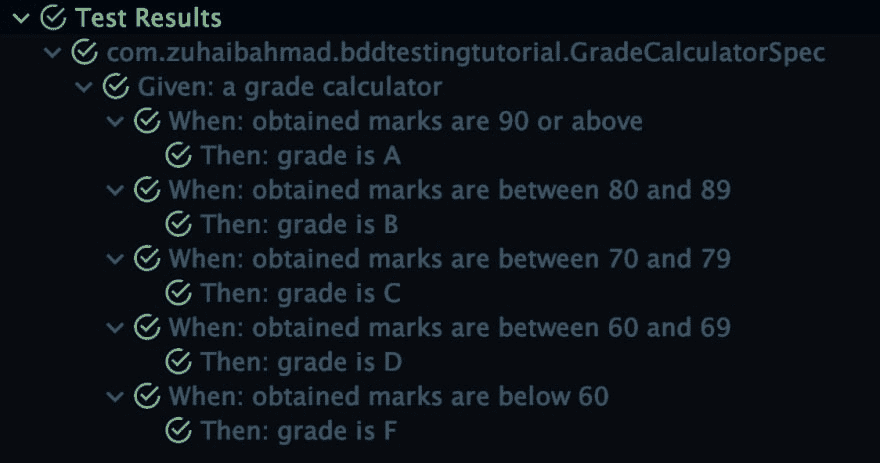 Test Results
com.zuhaibahmad.bddtestingtutorial.GradeCalculatorSpec
Given: a grade calculator
When: obtained marks are 90 or above
Then: grade is A
When: obtained marks are between 80 and 89
Then: grade is B
When: obtained marks are between 70 and 79
Then: grade is C
When: obtained marks are between 60 and 69
Then: grade is D
When: obtained marks are below 60
Then: grade is F